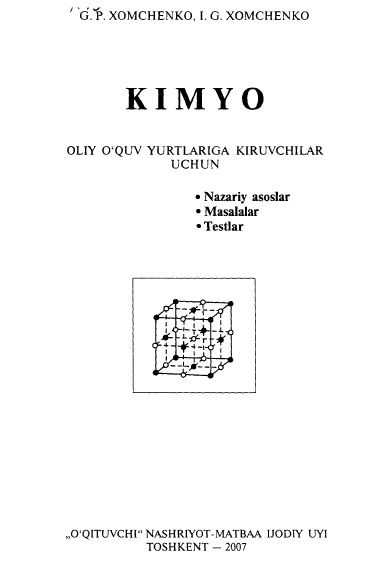 G. P. XOMCHENKO, I. G. XOMCHENKO
KIMYO
OLIY O‘QUV YURTLARIGA KIRUVCHILAR
UCHUN
• Nazariy asoslar
• Masalalar
• Testlar
„O‘QITUVCHI“ NASHRIYOT-MATBAA IJODIY UYI
TOSHKENT — 2007